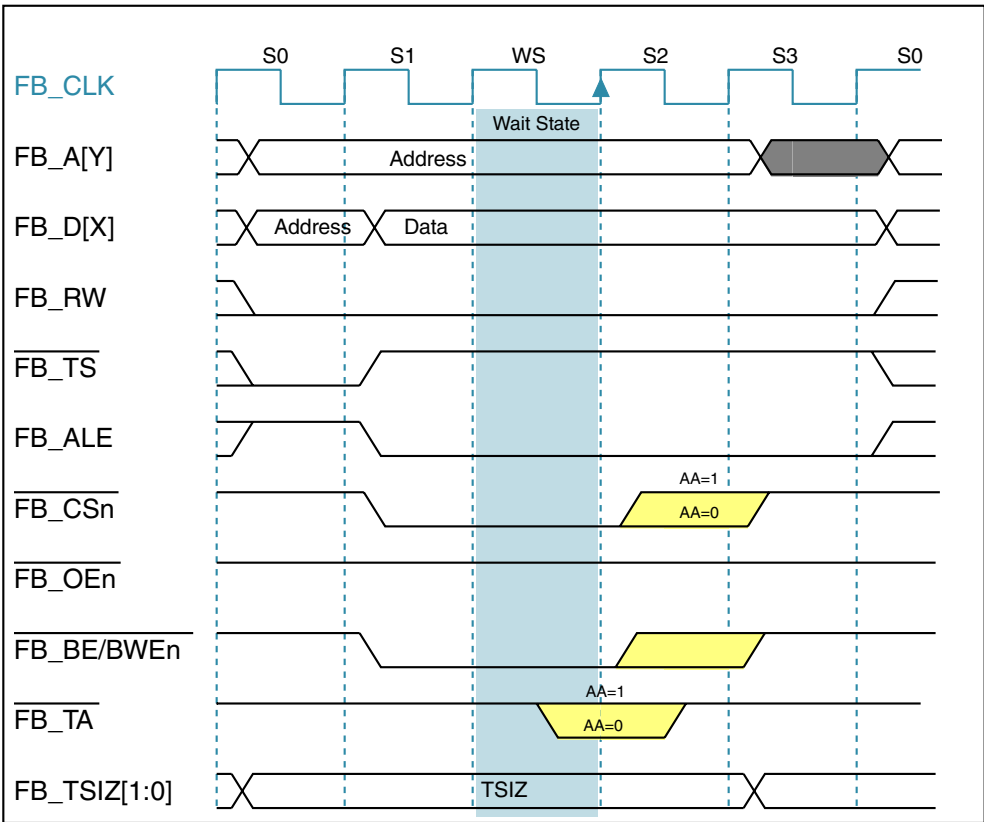 S0 S1 WS S2 S3 S0
FB_CLK
Wait State
FB_A[Y] Address
FB_D[X] Address Data
FB_RW
FB_TS
FB_ALE
AA=1
FB_CSn AA=0
FB_OEn
FB_BE/BWEn
AA=1
FB_TA AA=0
FB_TSIZ[1:0] TSIZ